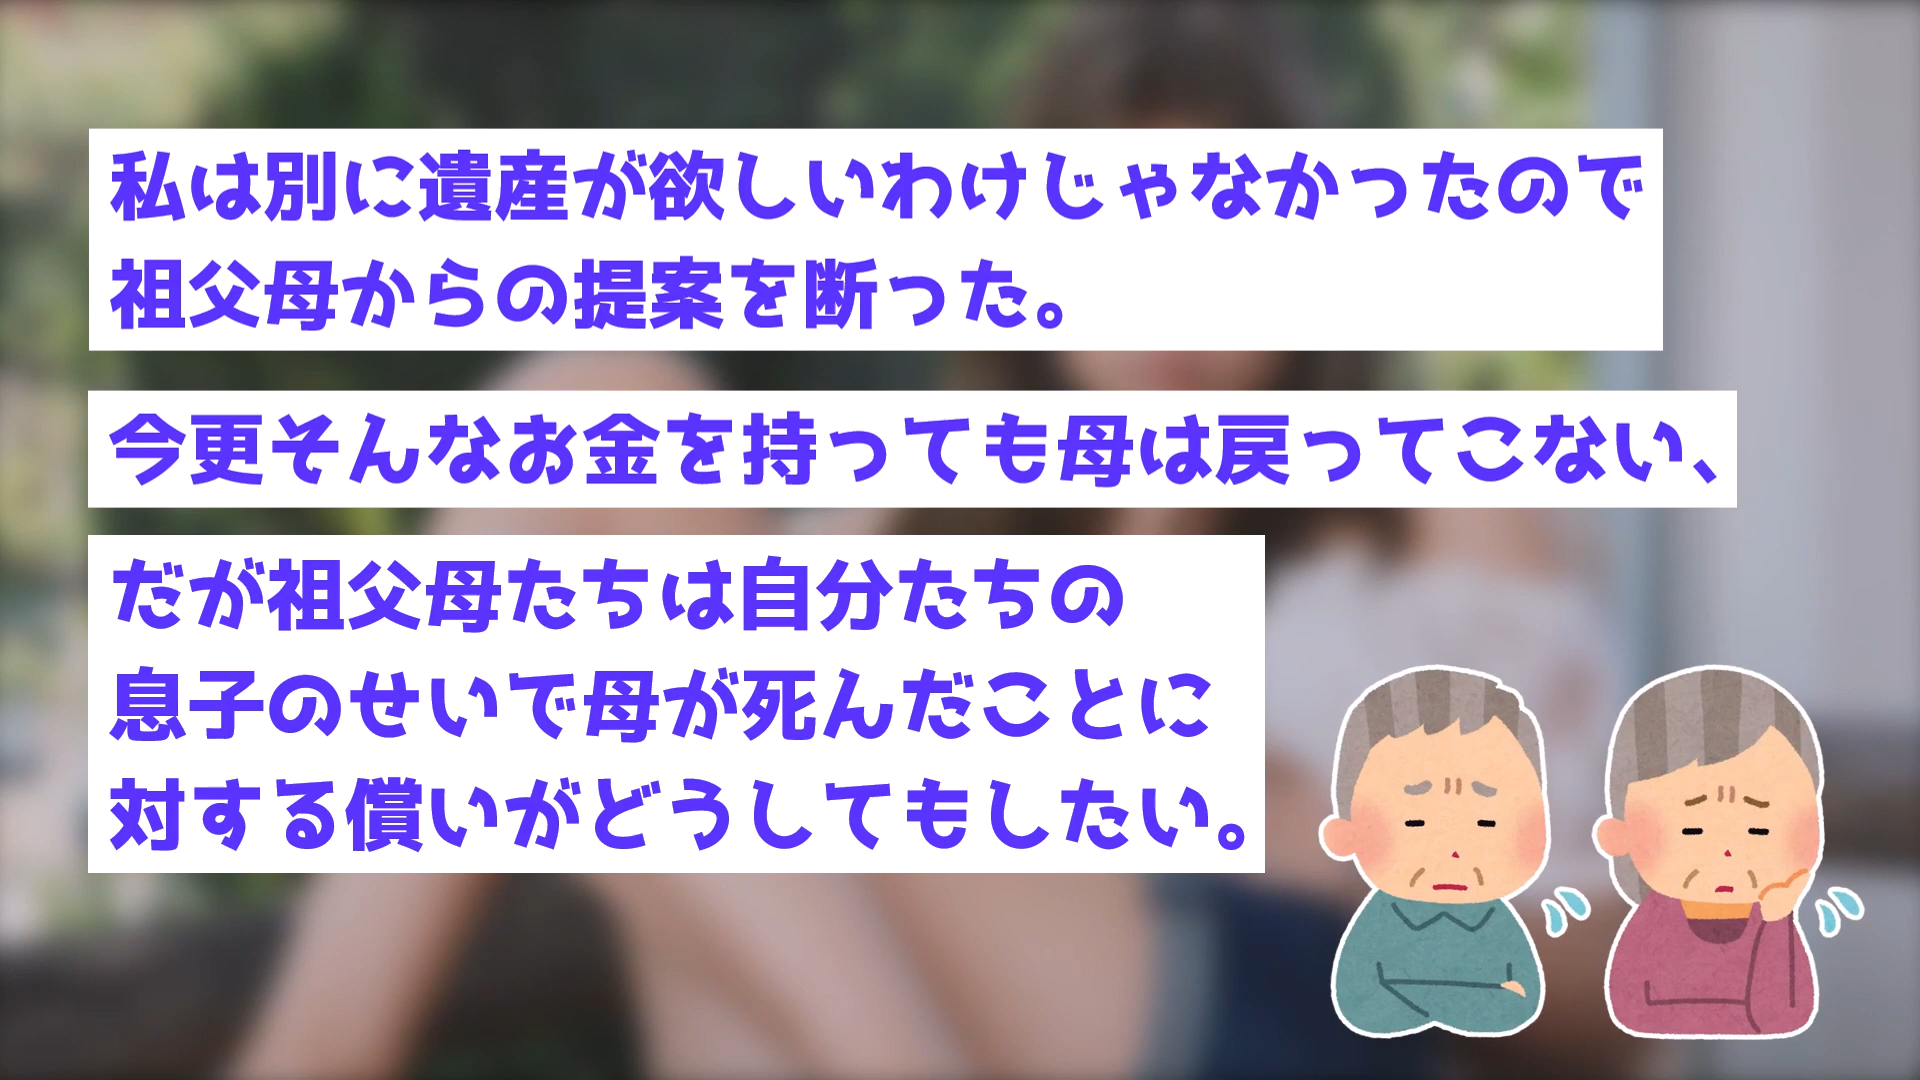 私は別に遺産が欲しいわけじゃなかったので
祖父母からの提案を断った。
今更そんなお金を持っても母は戻ってこない、
だが祖父母たちは自分たちの
息子のせいで母が死んだことに
対する償いがどうしてもしたい。